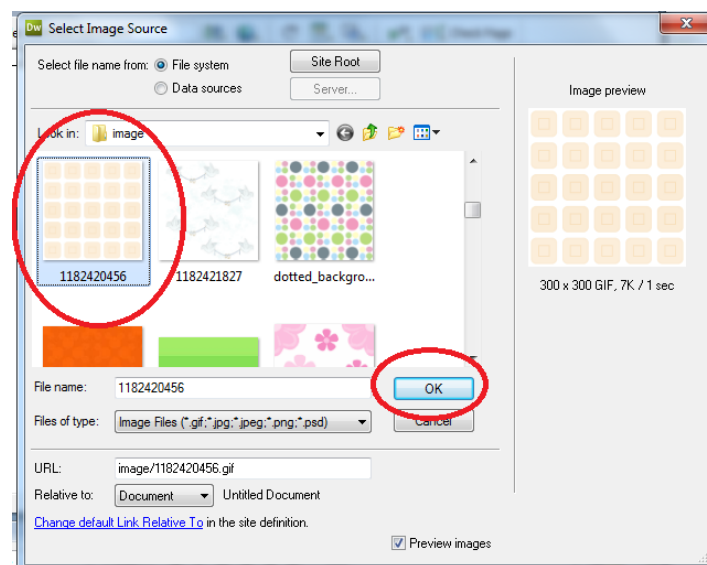 Dw Select Image Source
Select file name from: File system Site Root
Data sources Server...
Image preview
Look in: image
1182420456 1182421827 dotted_backgro...
300 x 300 GIF, 7K / 1 sec
File name: 1182420456 OK
Files of type: Image Files (*.gif;*.jpg;*.jpeg;*.png;*.psd) Cancel
URL: image/1182420456.gif
Relative to: Document Untitled Document
Change default Link Relative To in the site definition.
Preview images